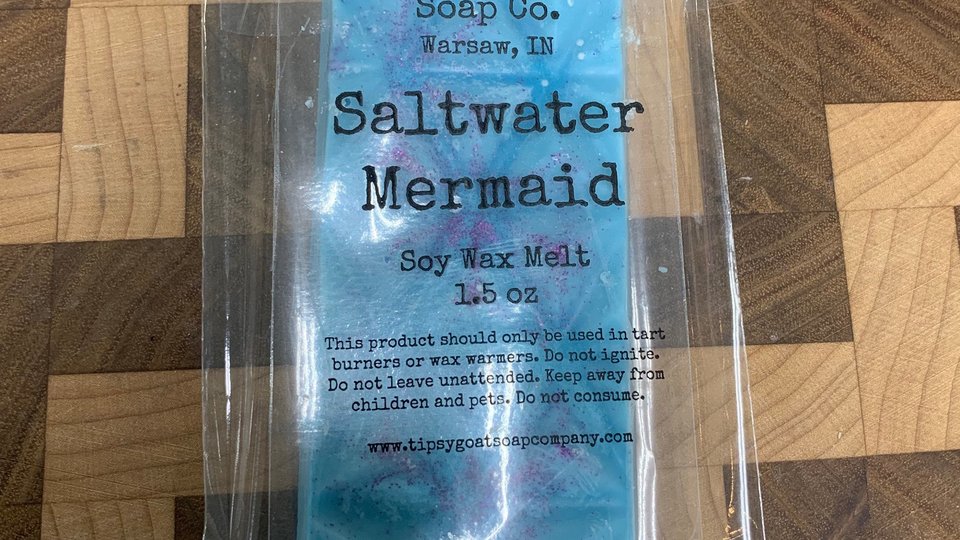 Soap Co.
Warsaw, IN
Saltwater
Mermaid
Soy Wax Melt
1.5 oz
This product should only be used in tart
burners or wax warmers. Do not ignite.
Do not leave unattended. Keep away from
children and pets. Do not consume.
www.tipsygoatsoapcompany.com